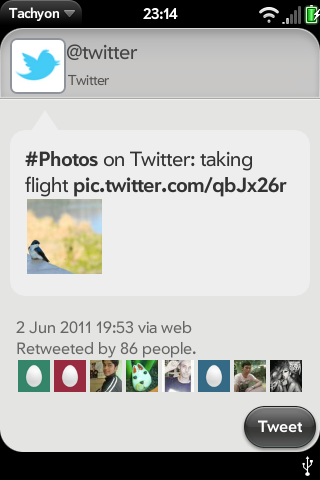 Tachyon 23:14
@twitter
Twitter
#Photos on Twitter: taking
flight pic.twitter.com/qbJx26r
2 Jun 2011 19:53 via web
Retweeted by 86 people.
Tweet